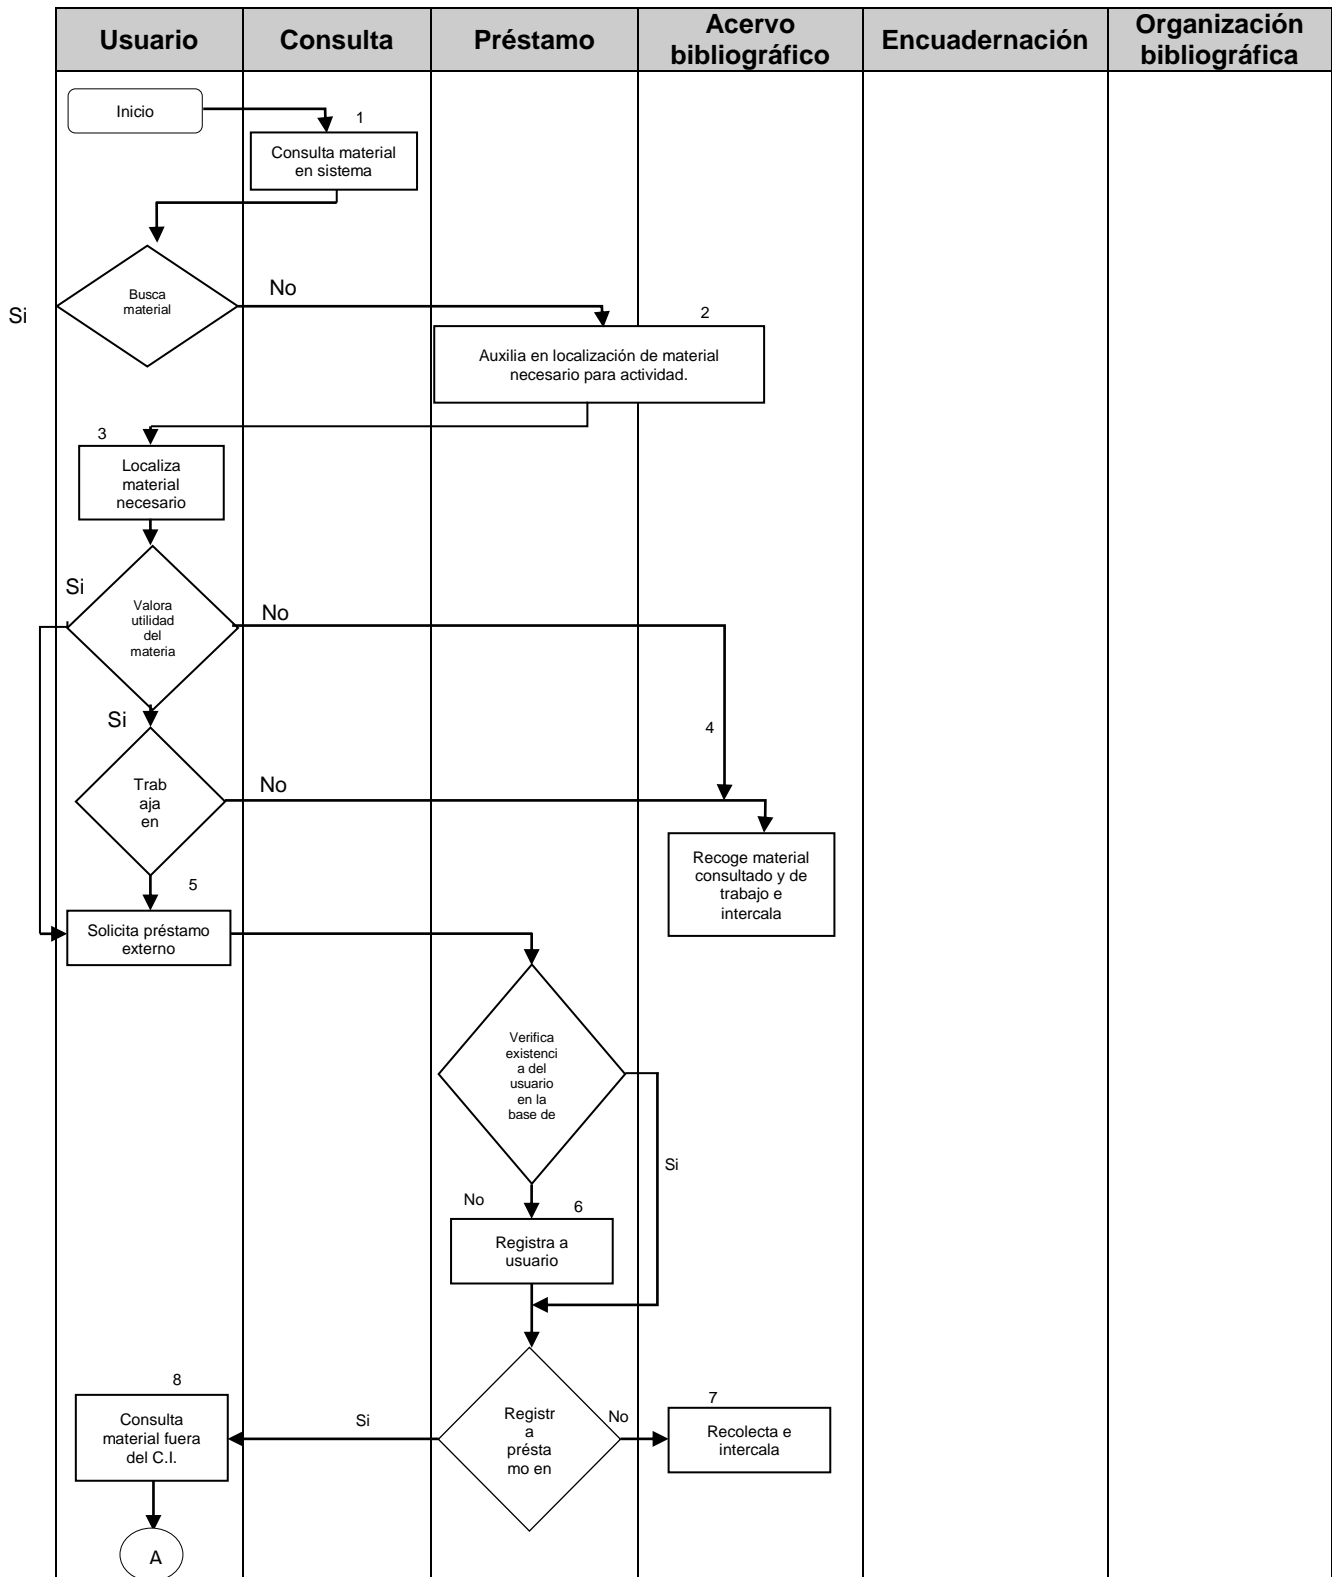 Usuario
Consulta
Préstamo
Acervo
bibliográfico
Encuadernación
Organización
bibliográfica
Inicio
1
Consulta material
en sistema
Busca
material
No
Si
2
Auxilia en localización de material
necesario para actividad.
3
Localiza
material
necesario
Si
Valora
utilidad
del
materia
No
Si
4
Trab
aja
en
No
Recoge material
consultado y de
trabajo e
intercala
5
Solicita préstamo
externo
Verifica
existenci
a del
usuario
en la
base de
Si
No
6
Registra a
usuario
8
Consulta
material fuera
del C.I.
Si
Registr
a
présta
mo en
No
7
Recolecta e
intercala
A